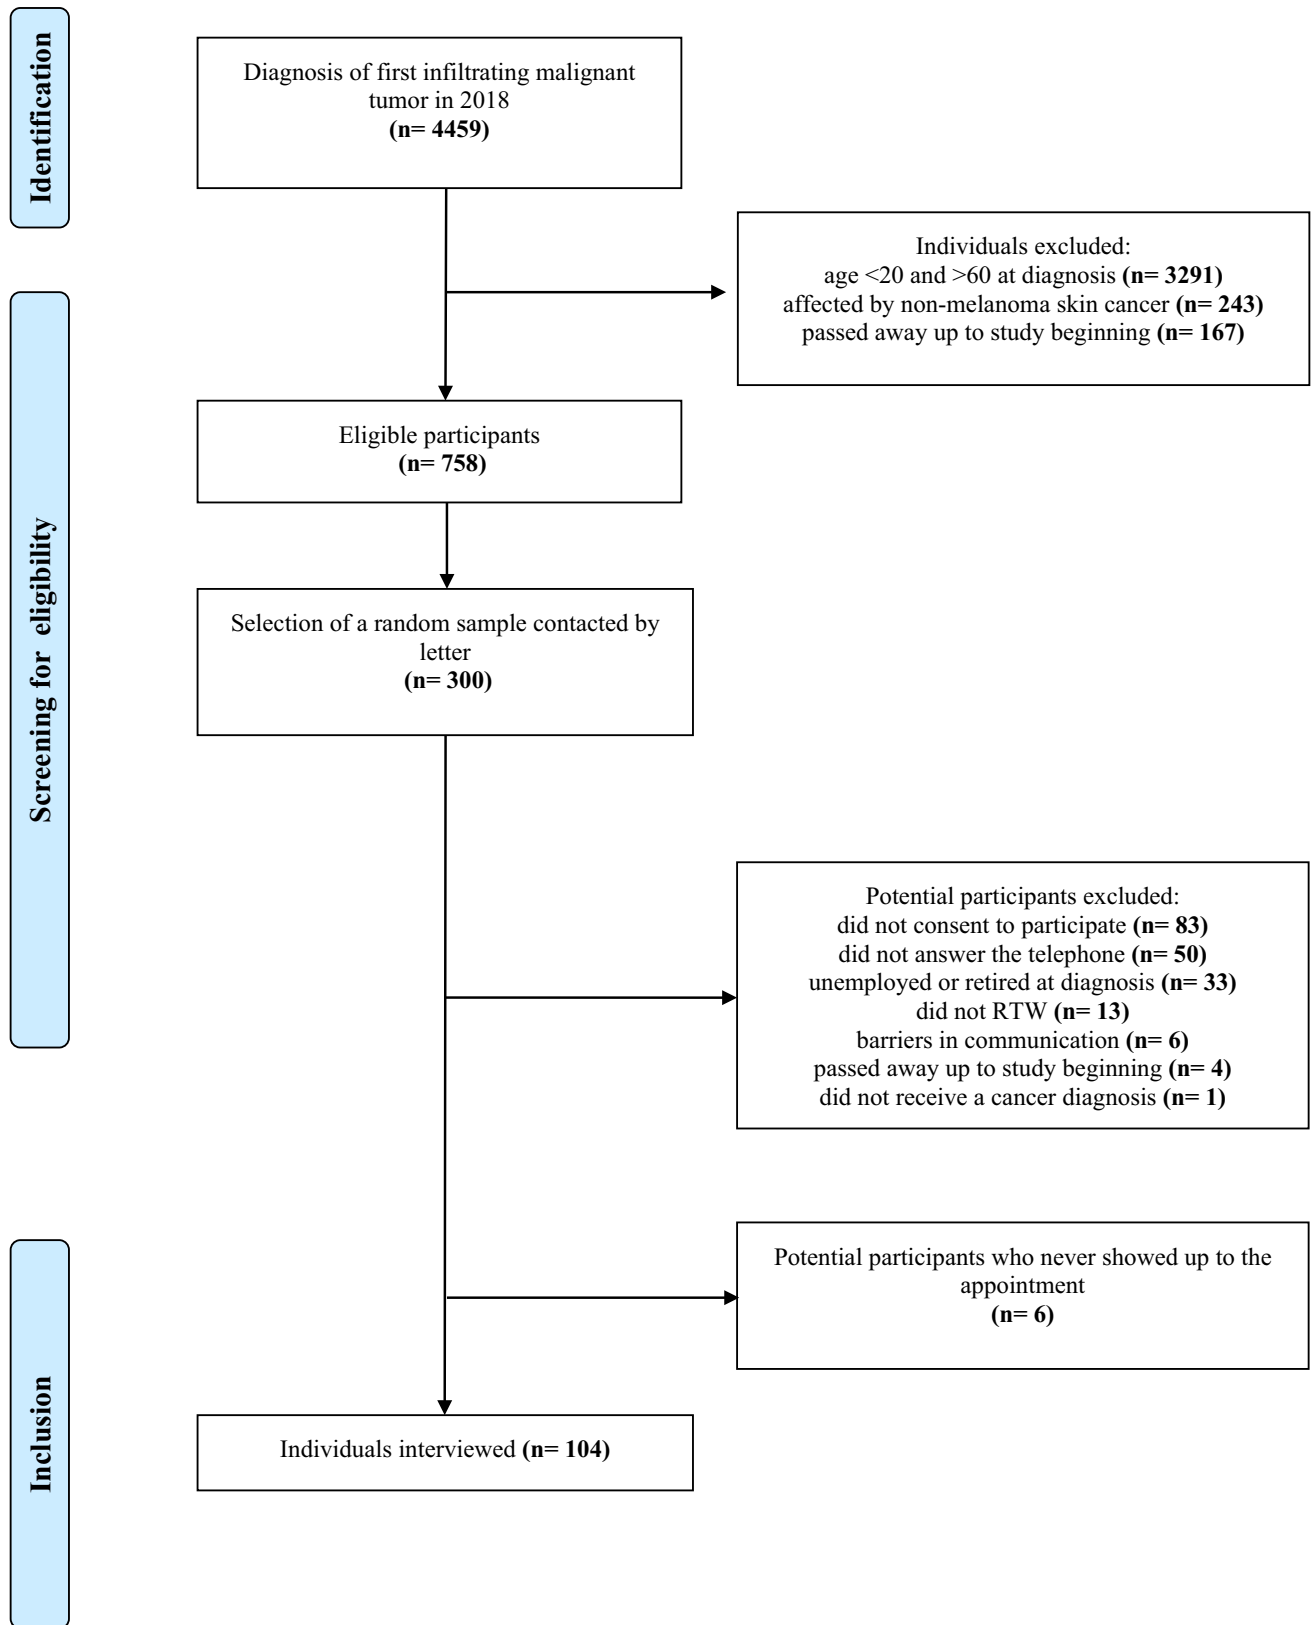 Identification
Diagnosis of first infiltrating malignant
tumor in 2018
(n= 4459)
Individuals excluded:
age <20 and >60 at diagnosis (n= 3291)
affected by non-melanoma skin cancer (n= 243)
passed away up to study beginning (n= 167)
Screening for eligibility
Eligible participants
(n= 758)
Selection of a random sample contacted by
letter
(n= 300)
Potential participants excluded:
did not consent to participate (n= 83)
did not answer the telephone (n= 50)
unemployed or retired at diagnosis (n= 33)
did not RTW (n= 13)
barriers in communication (n= 6)
passed away up to study beginning (n= 4)
did not receive a cancer diagnosis (n= 1)
Inclusion
Potential participants who never showed up to the
appointment
(n= 6)
Individuals interviewed (n= 104)